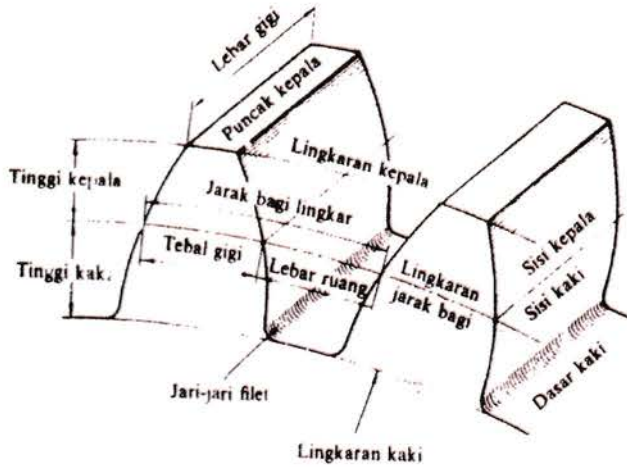 Lebar gigi
Puncak kepala
Tinggi kepala
Lingkaran kepala
Jarak bagi lingkar
Tinggi kak
Tebal gigi
Lebar ruang
Lingkaran
jarak bagi
Sisi kepala
Sisi kaki
Dasar kaki
Jari-jari filet
Lingkaran kaki